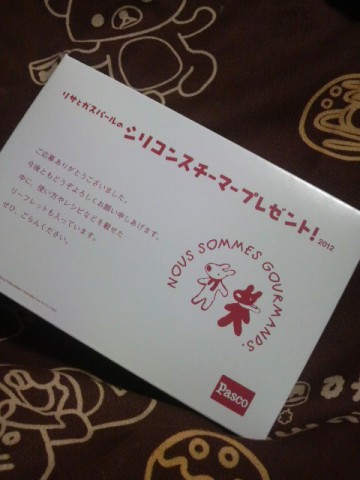 リサとガスパールの
シリコンスチーマープレゼント！2012
ご応募ありがとうございました。
今後ともどうぞよろしくお願い申しあげます。
中に、使い方やレシピなどを載せた
リーフレットも入っています。
ぜひ、ごらんください。
NOUS SOMMES GOURMANDS.
Pasco